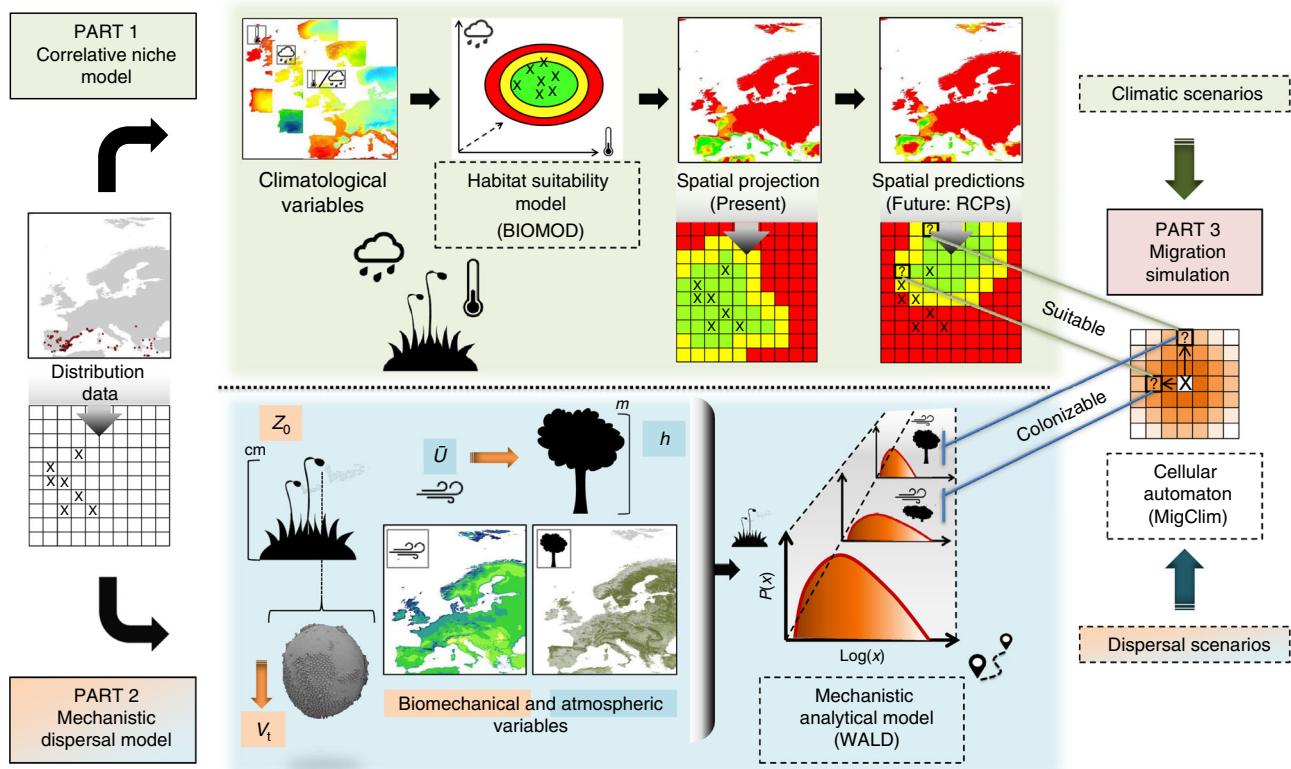 PART 1
Correlative niche
model
Climatological
variables
Habitat suitability
model
(BIOMOD)
Spatial projection
(Present)
Spatial predictions
(Future: RCPs)
Climatic scenarios
PART 3
Migration
simulation
Distribution
data
X
X
X X
X X
X X
X
X X
X X
X
X
X
X X
X
X X
? 
? X
X
X X
X X
X
Suitable
Colonizable
?
? X
Cellular
automaton
(MigClim)
Dispersal scenarios
PART 2
Mechanistic
dispersal model
Z0
cm
Ū
m
h
Vt
Biomechanical and atmospheric
variables
P(x)
Log(x)
Mechanistic
analytical model
(WALD)